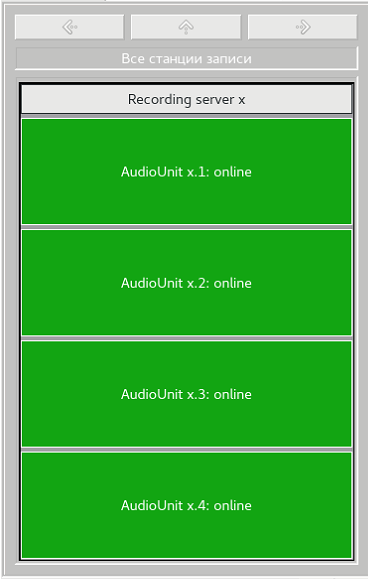 Все станции записи
Recording server x
AudioUnit x.1: online
AudioUnit x.2: online
AudioUnit x.3: online
AudioUnit x.4: online